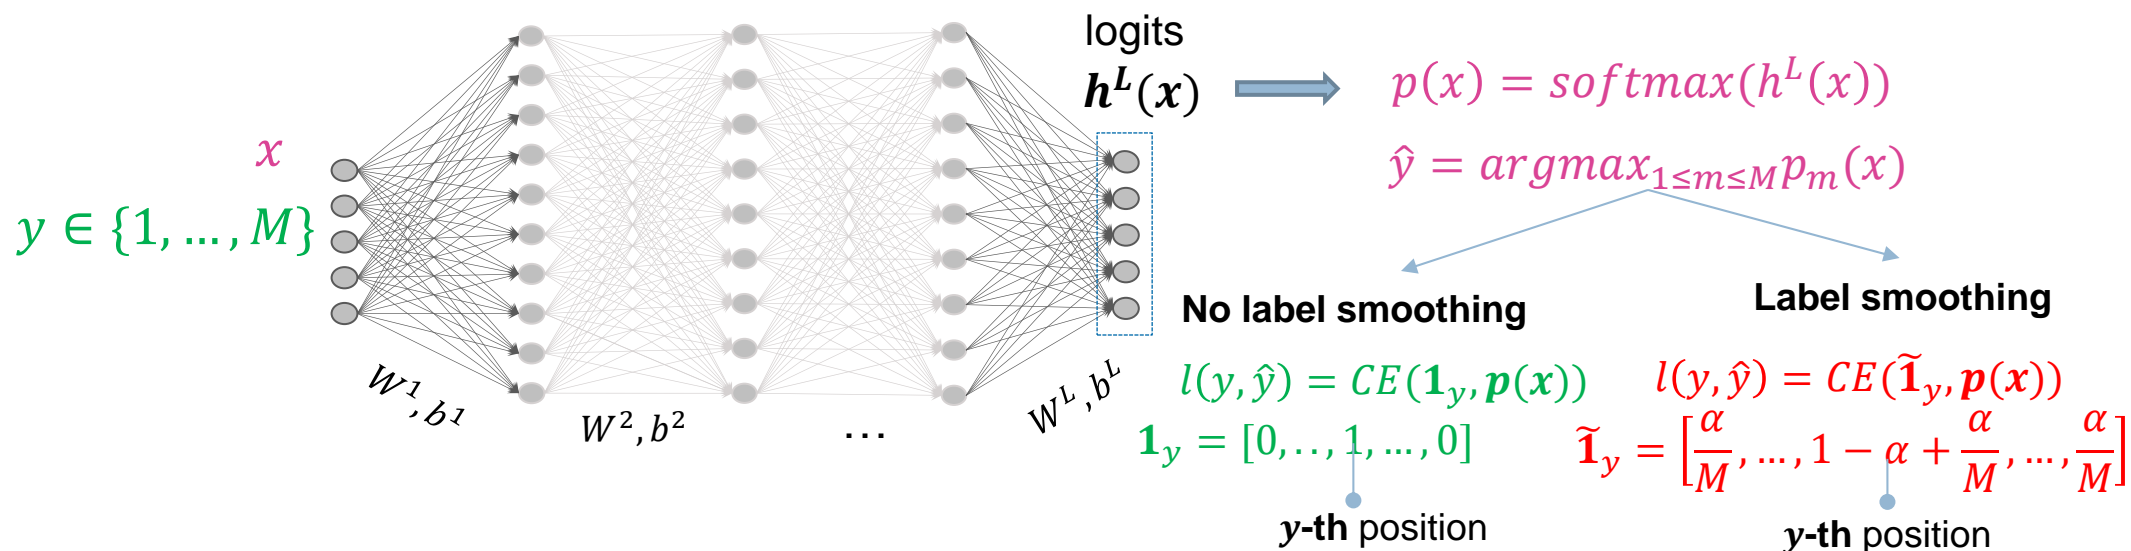 logits
h^L(x)
p(x) = softmax(h^L(x))
ŷ = argmax_{1≤m≤M} p_m(x)
x
y ∈ {1, … , M}
W^1, b^1
W^2, b^2
…
W^L, b^L
No label smoothing
l(y, ŷ) = CE(1_y, p(x))
1_y = [0, . . , 1, … , 0]
y-th position
Label smoothing
l(y, ŷ) = CE(1̃_y, p(x))
1̃_y = [α/M , … , 1 − α + α/M , … , α/M]
y-th position